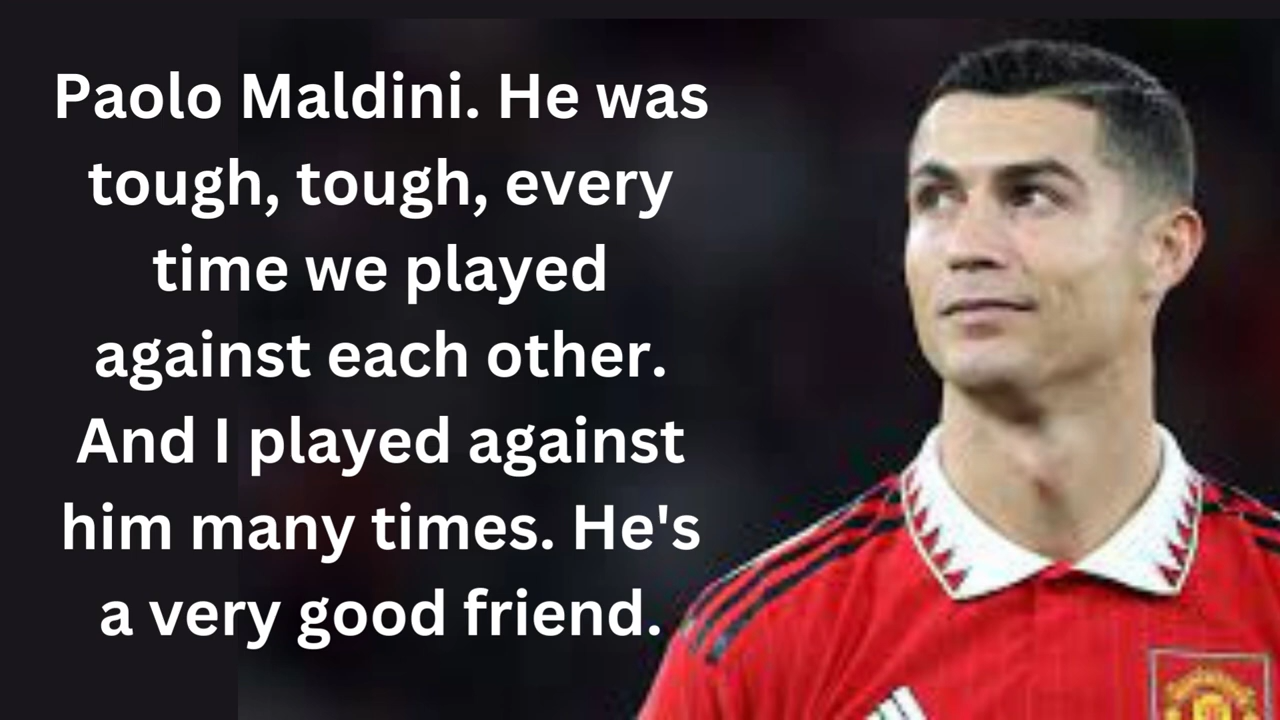 Paolo Maldini. He was
tough, tough, every
time we played
against each other.
And I played against
him many times. He's
a very good friend.